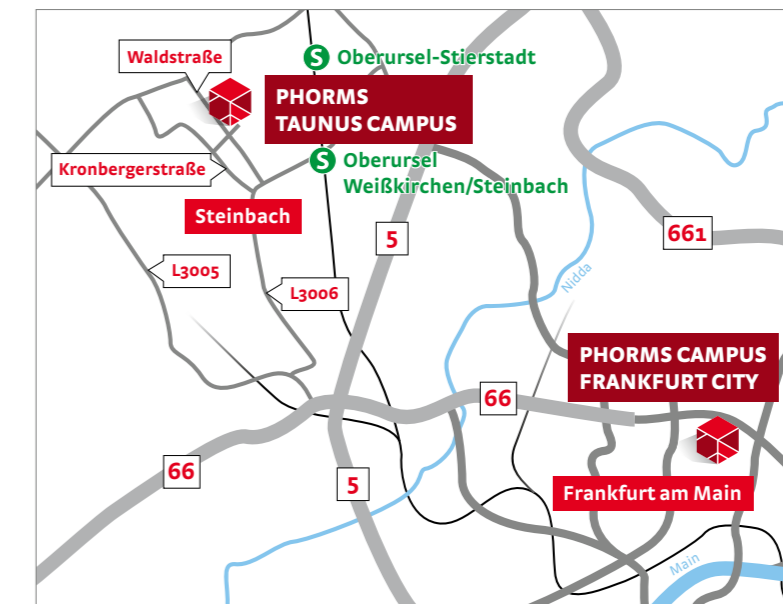 Waldstraße
S Oberursel-Stierstadt
PHORMS
TAUNUS CAMPUS
Kronbergerstraße
S Oberursel
Weißkirchen/Steinbach
Steinbach
5
661
L3005
L3006
Nidda
PHORMS CAMPUS
FRANKFURT CITY
66
66
5
Frankfurt am Main
Main